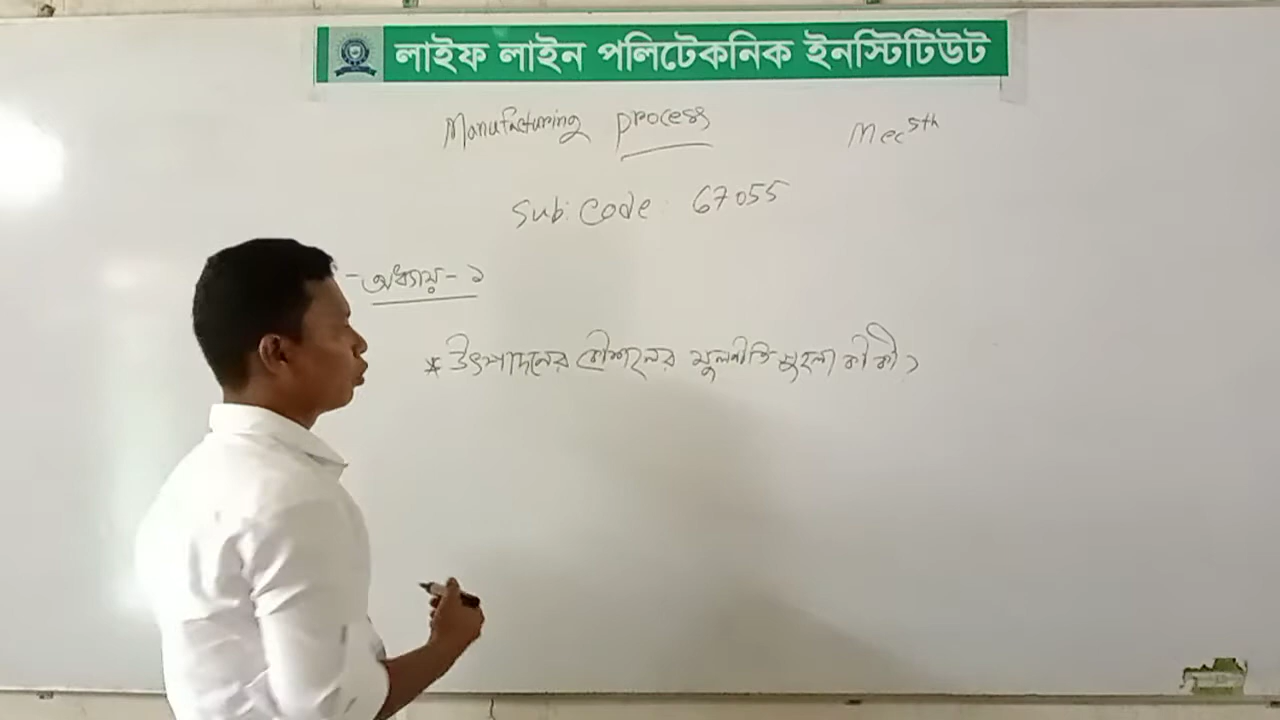 লাইফ লাইন পলিটেকনিক ইনস্টিটিউট
Manufacturing process
Mec 5th
Sub: Code: 67055
-অধ্যায়- ১
* উৎপাদনের কৌশলের মূলনীতি সুহলা কী কী?